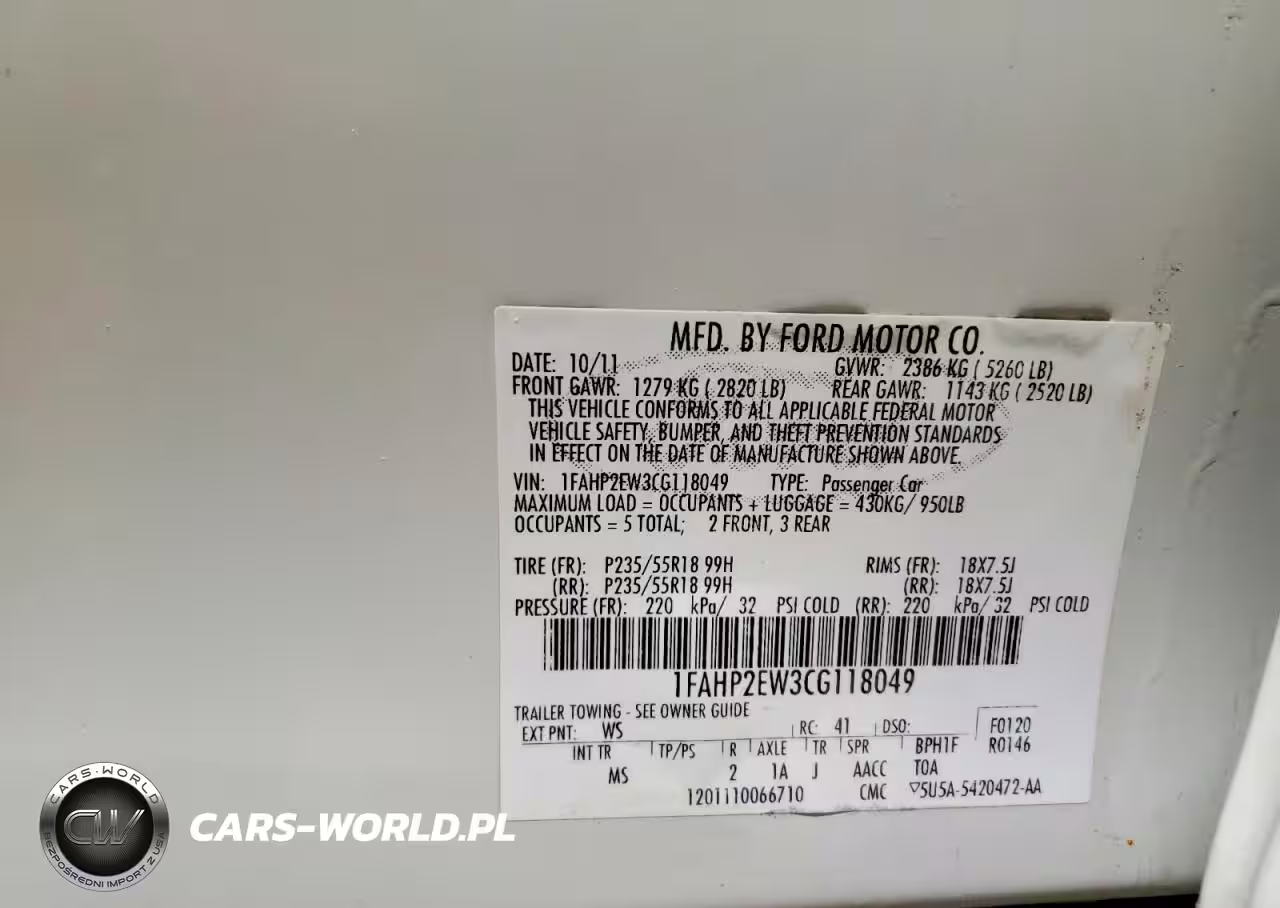 MFD. BY FORD MOTOR CO.
DATE: 10/11 GVWR: 2386 KG ( 5260 LB)
FRONT GAWR: 1279 KG ( 2820 LB) REAR GAWR: 1143 KG ( 2520 LB)
THIS VEHICLE CONFORMS TO ALL APPLICABLE FEDERAL MOTOR
VEHICLE SAFETY, BUMPER, AND THEFT PREVENTION STANDARDS
IN EFFECT ON THE DATE OF MANUFACTURE SHOWN ABOVE.
VIN: 1FAHP2EW3CG118049 TYPE: Passenger Car
MAXIMUM LOAD = OCCUPANTS + LUGGAGE = 430KG/ 950LB
OCCUPANTS = 5 TOTAL; 2 FRONT, 3 REAR
TIRE (FR): P235/55R18 99H RIMS (FR): 18X7.5J
(RR): P235/55R18 99H (RR): 18X7.5J
PRESSURE (FR): 220 kPa/ 32 PSI COLD (RR): 220 kPa/ 32 PSI COLD
1FAHP2EW3CG118049
TRAILER TOWING - SEE OWNER GUIDE
EXT PNT: WS RC: 41 DSO: F0120
INT TR TP/PS R AXLE TR SPR BPH1F R0146
MS 2 1A J AACC TOA
1201110066710 CMC ▽5U5A-5420472-AA
CARS-WORLD
CW
BEZPOŚREDNI IMPORT Z USA
CARS-WORLD.PL